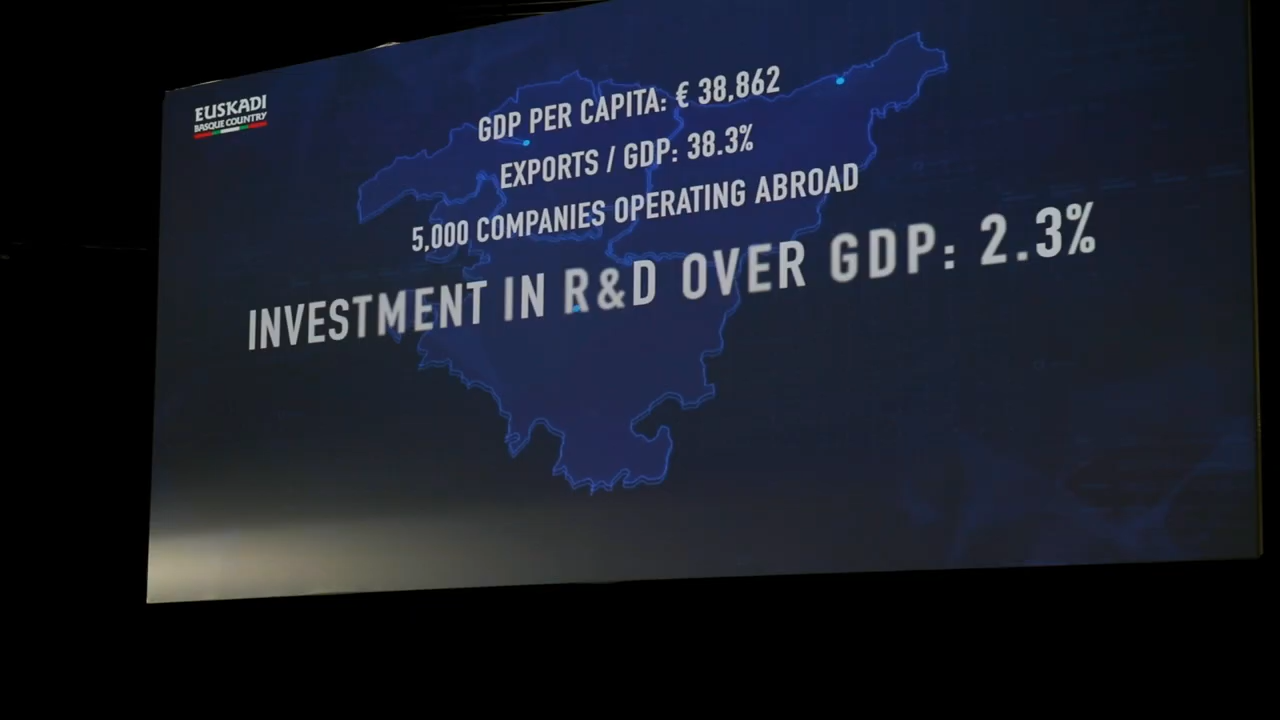 EUSKADI
BASQUE COUNTRY
GDP PER CAPITA: € 38,862
EXPORTS / GDP: 38.3%
5,000 COMPANIES OPERATING ABROAD
INVESTMENT IN R&D OVER GDP: 2.3%